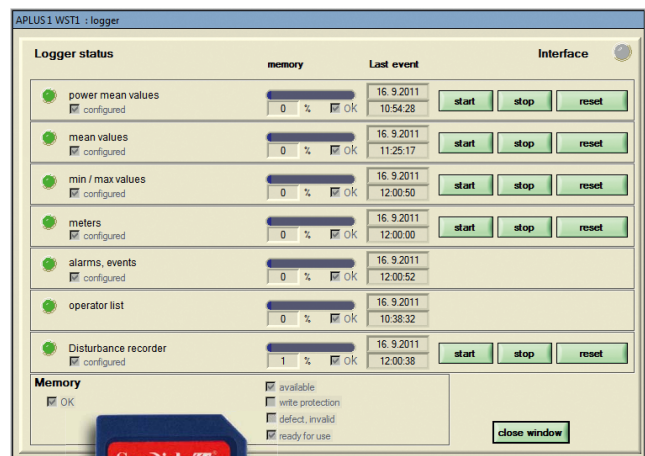 APLUS 1 WST1 : logger
Logger status memory Last event Interface
power mean values 16. 9.2011
configured 0 % ok 10:54:28 start stop reset
mean values 16. 9.2011
configured 0 % ok 11:25:17 start stop reset
min / max values 16. 9.2011
configured 0 % ok 12:00:50 start stop reset
meters 16. 9.2011
configured 0 % ok 12:00:00 start stop reset
alarms, events 16. 9.2011
configured 0 % ok 12:00:52
operator list 16. 9.2011
0 % ok 10:38:32
Disturbance recorder 16. 9.2011
configured 1 % ok 12:00:38 start stop reset
Memory
OK
available
write protection
defect, invalid
ready for use
close window